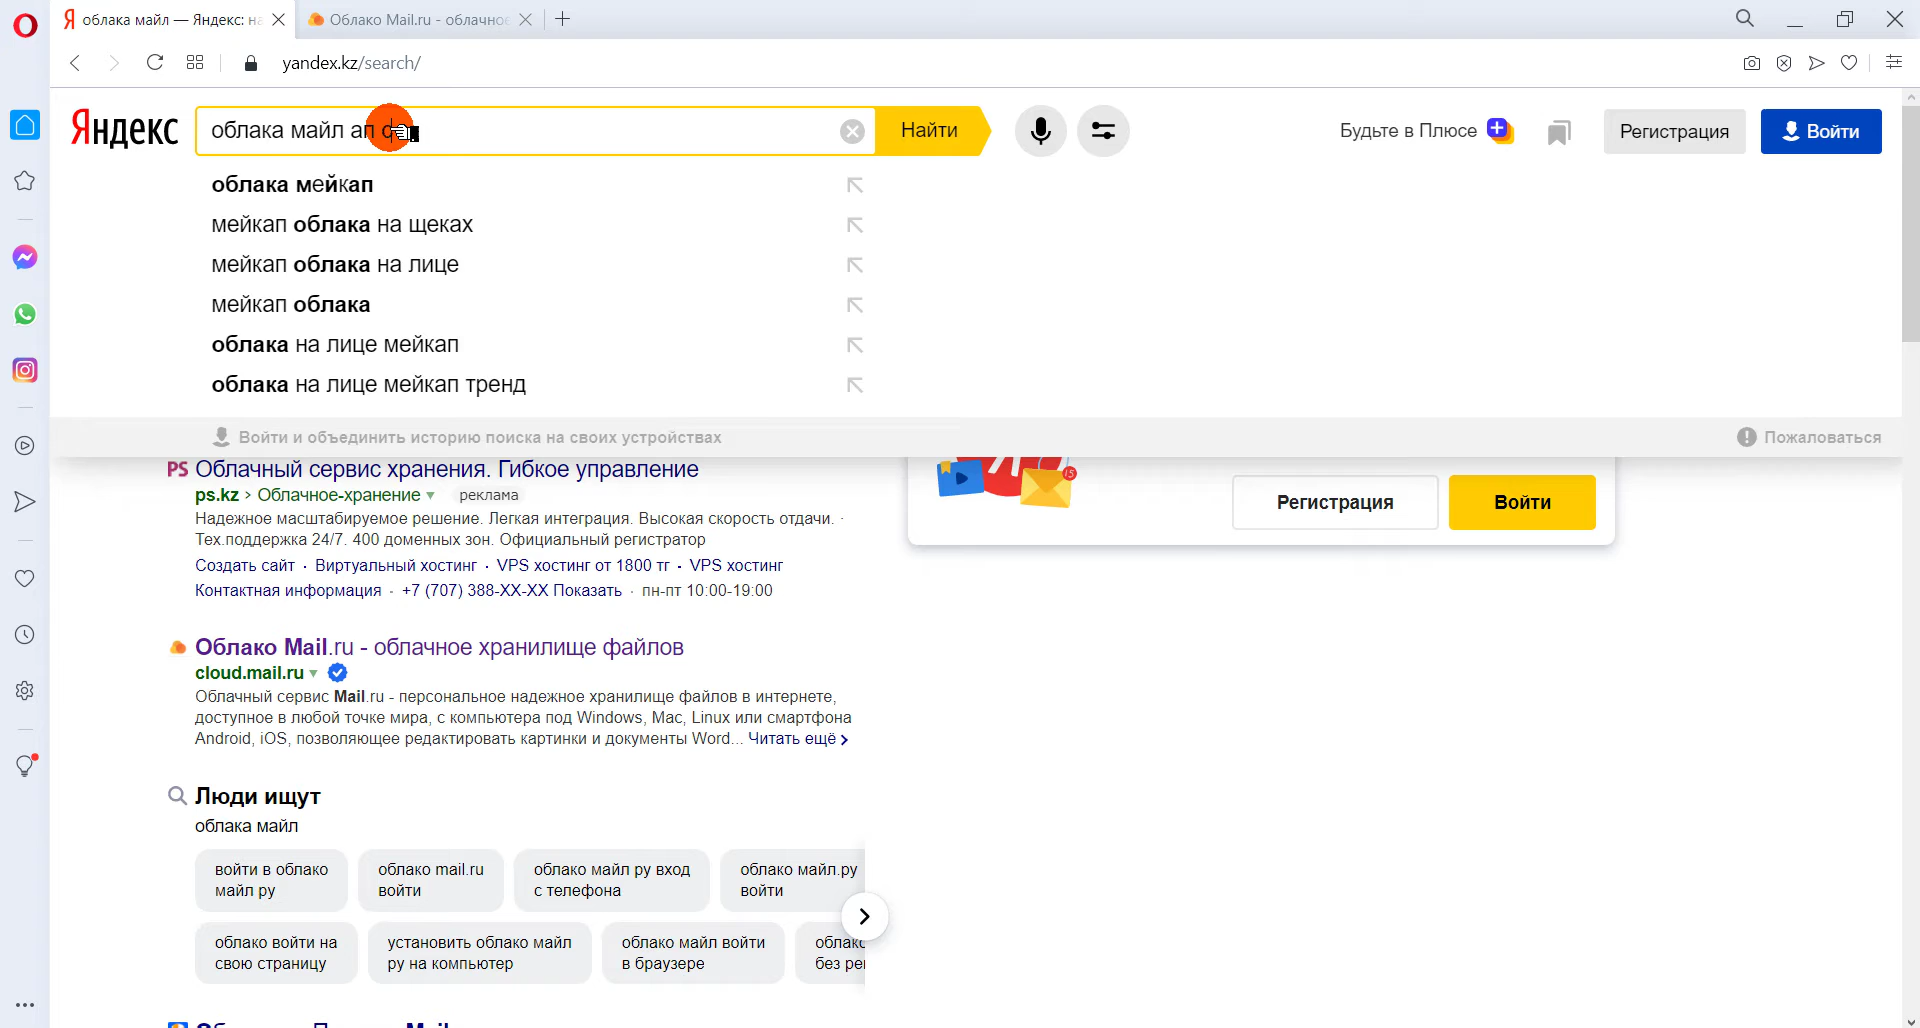 облака майл — Яндекс: на
Облако Mail.ru - облачное
yandex.kz/search/
Яндекс
облака майл ап с
Найти
Будьте в Плюсе
Регистрация
Войти
облака мейкап
мейкап облака на щеках
мейкап облака на лице
мейкап облака
облака на лице мейкап
облака на лице мейкап тренд
Войти и объединить историю поиска на своих устройствах
Пожаловаться
PS Облачный сервис хранения. Гибкое управление
ps.kz › Облачное-хранение реклама
Надежное масштабируемое решение. Легкая интеграция. Высокая скорость отдачи. ·
Тех.поддержка 24/7. 400 доменных зон. Официальный регистратор
Создать сайт · Виртуальный хостинг · VPS хостинг от 1800 тг · VPS хостинг
Контактная информация · +7 (707) 388-XX-XX Показать · пн-пт 10:00-19:00
15
Регистрация
Войти
Облако Mail.ru - облачное хранилище файлов
cloud.mail.ru
Облачный сервис Mail.ru - персональное надежное хранилище файлов в интернете,
доступное в любой точке мира, с компьютера под Windows, Mac, Linux или смартфона
Android, iOS, позволяющее редактировать картинки и документы Word... Читать ещё ›
Люди ищут
облака майл
войти в облако
майл ру
облако mail.ru
войти
облако майл ру вход
с телефона
облако майл.ру
войти
облако войти на
свою страницу
установить облако майл
ру на компьютер
облако майл войти
в браузере
облако
без ре